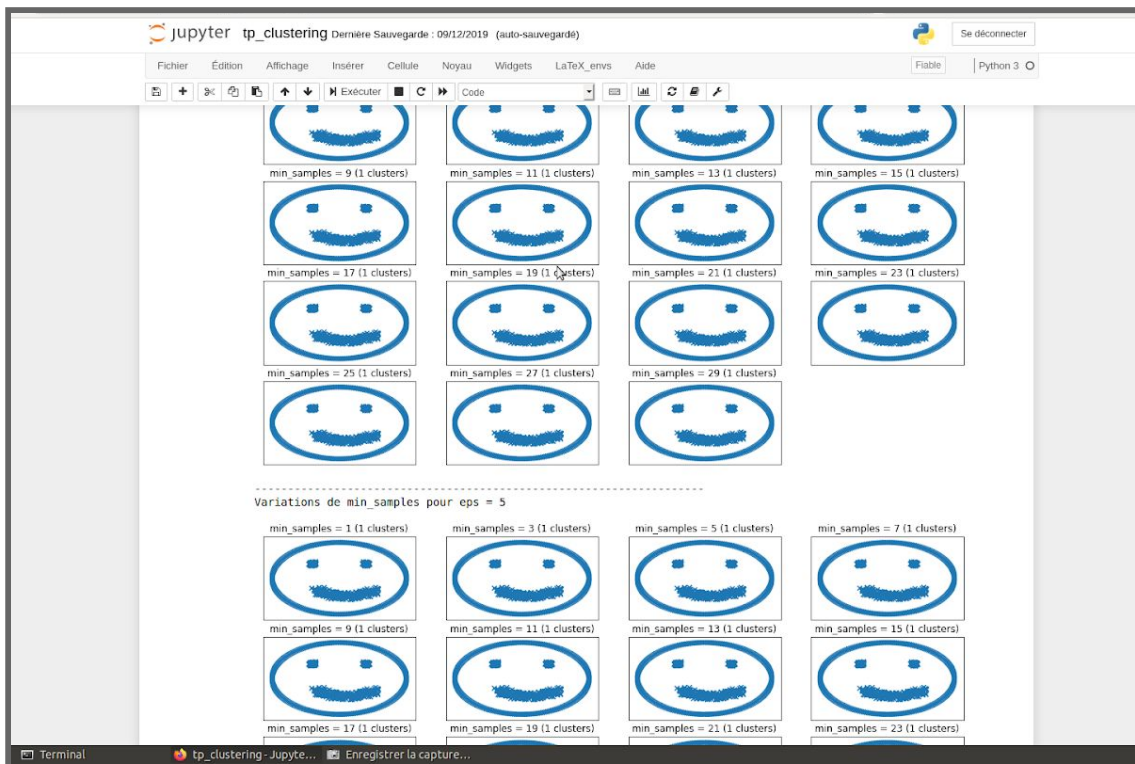 jupyter tp_clustering Dernière Sauvegarde : 09/12/2019 (auto-sauvegardé) Se déconnecter
Fichier Édition Affichage Insérer Cellule Noyau Widgets LaTeX_envs Aide Fiable Python 3
Exécuter Code
min_samples = 9 (1 clusters) min_samples = 11 (1 clusters) min_samples = 13 (1 clusters) min_samples = 15 (1 clusters)
min_samples = 17 (1 clusters) min_samples = 19 (1 clusters) min_samples = 21 (1 clusters) min_samples = 23 (1 clusters)
min_samples = 25 (1 clusters) min_samples = 27 (1 clusters) min_samples = 29 (1 clusters)
Variations de min_samples pour eps = 5
min_samples = 1 (1 clusters) min_samples = 3 (1 clusters) min_samples = 5 (1 clusters) min_samples = 7 (1 clusters)
min_samples = 9 (1 clusters) min_samples = 11 (1 clusters) min_samples = 13 (1 clusters) min_samples = 15 (1 clusters)
min_samples = 17 (1 clusters) min_samples = 19 (1 clusters) min_samples = 21 (1 clusters) min_samples = 23 (1 clusters)
Terminal tp_clustering - Jupyte... Enregistrer la capture...